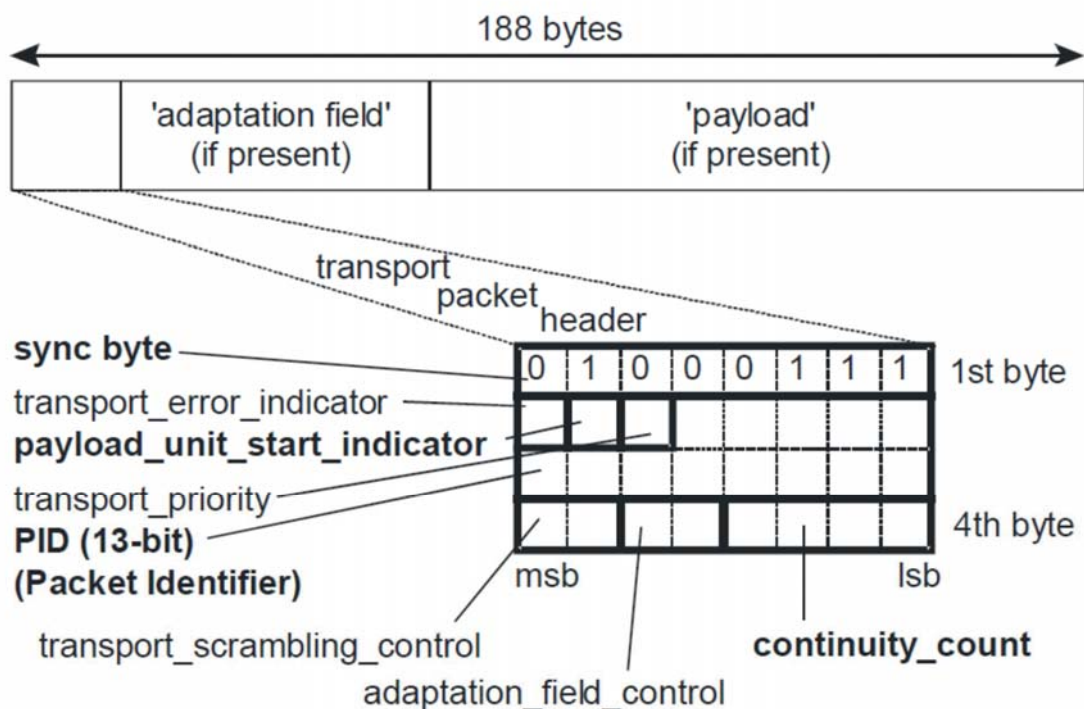 188 bytes
'adaptation field'
(if present)
'payload'
(if present)
transport
packet
header
sync byte
0 1 0 0 0 1 1 1
1st byte
transport_error_indicator
payload_unit_start_indicator
transport_priority
PID (13-bit)
(Packet Identifier)
4th byte
msb
lsb
transport_scrambling_control
continuity_count
adaptation_field_control